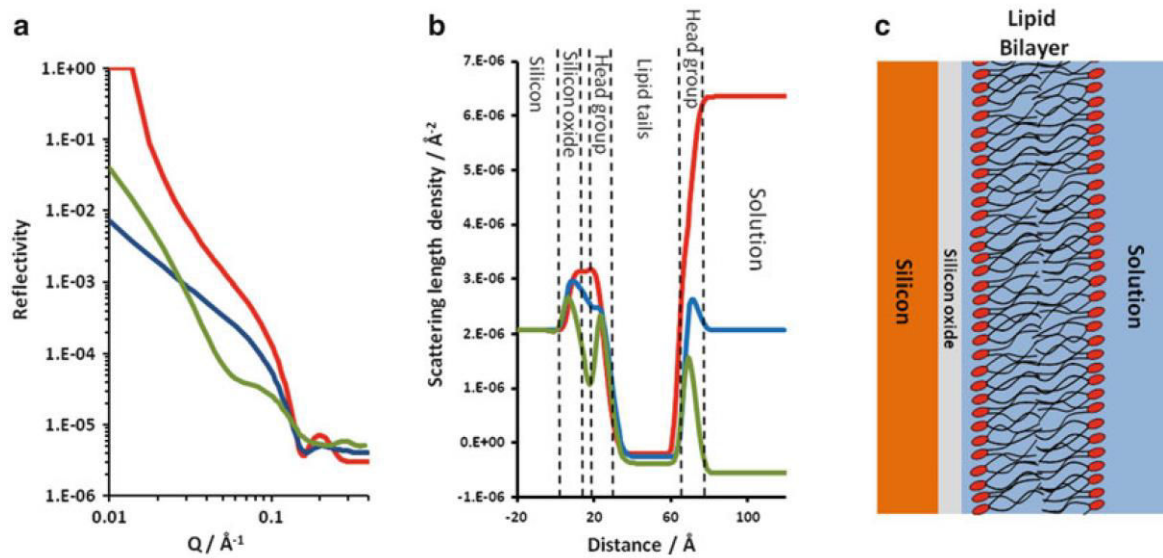 a
1.E+00
1.E-01
1.E-02
1.E-03
1.E-04
1.E-05
1.E-06
Reflectivity
0.01
0.1
Q / Å⁻¹
b
Silicon
Silicon oxide
Head group
Lipid tails
Head group
Solution
7.E-06
6.E-06
5.E-06
4.E-06
3.E-06
2.E-06
1.E-06
0.E+00
-1.E-06
Scattering length density / Å⁻²
-20
20
60
100
Distance / Å
c
Lipid
Bilayer
Silicon
Silicon oxide
Solution